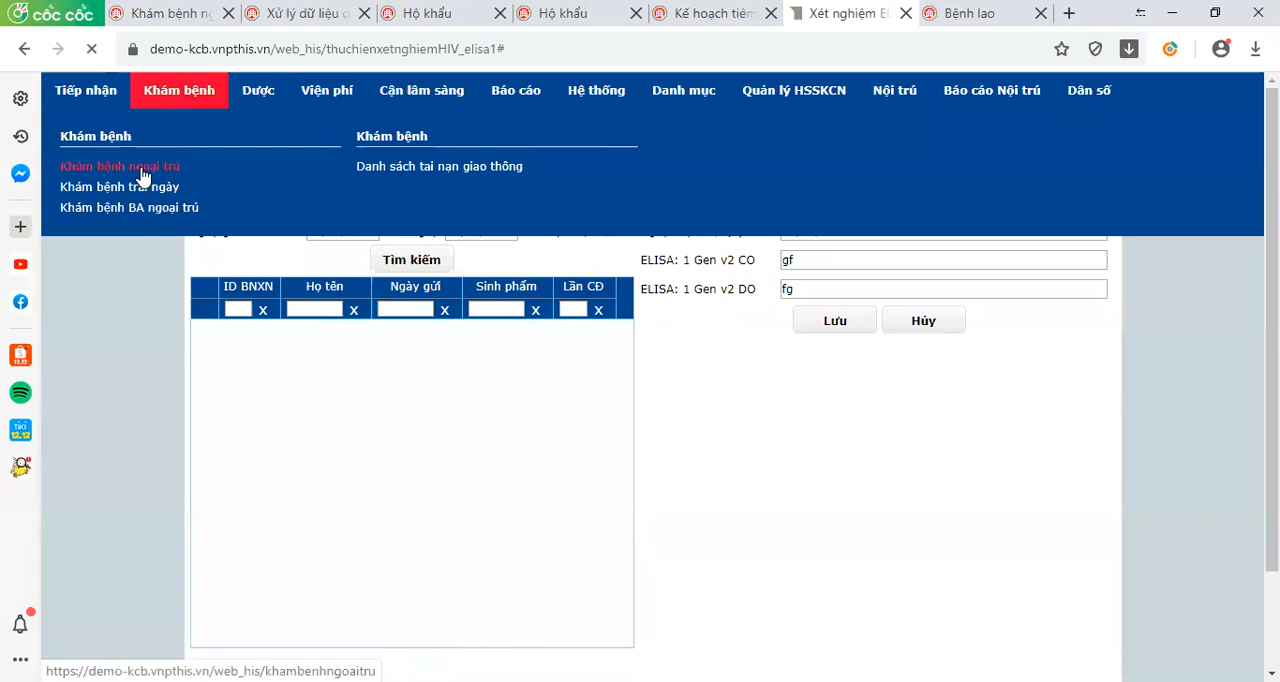 cốc cốc
Khám bệnh ng
Xử lý dữ liệu c
Hộ khẩu
Hộ khẩu
Kế hoạch tiêm
Xét nghiệm El
Bệnh lao
demo-kcb.vnpthis.vn/web_his/thuchienxetnghiemHIV_elisa1#
Tiếp nhận Khám bệnh Dược Viện phí Cận lâm sàng Báo cáo Hệ thống Danh mục Quản lý HSSKCN Nội trú Báo cáo Nội trú Dân số
Khám bệnh Khám bệnh
Khám bệnh ngoại trú Danh sách tai nạn giao thông
Khám bệnh trái ngày
Khám bệnh BA ngoại trú
Tìm kiếm ELISA: 1 Gen v2 CO gf
ID BNXN Họ tên Ngày gửi Sinh phẩm Lần CĐ ELISA: 1 Gen v2 DO fg
X X X X X
Lưu Hủy
https://demo-kcb.vnpthis.vn/web_his/khambenhngoaitru